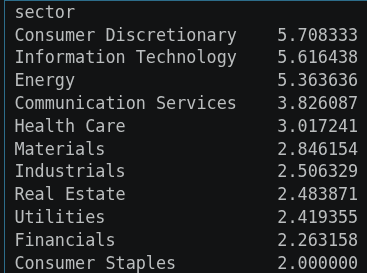 sector
Consumer Discretionary    5.708333
Information Technology    5.616438
Energy                    5.363636
Communication Services    3.826087
Health Care               3.017241
Materials                 2.846154
Industrials               2.506329
Real Estate               2.483871
Utilities                 2.419355
Financials                2.263158
Consumer Staples          2.000000